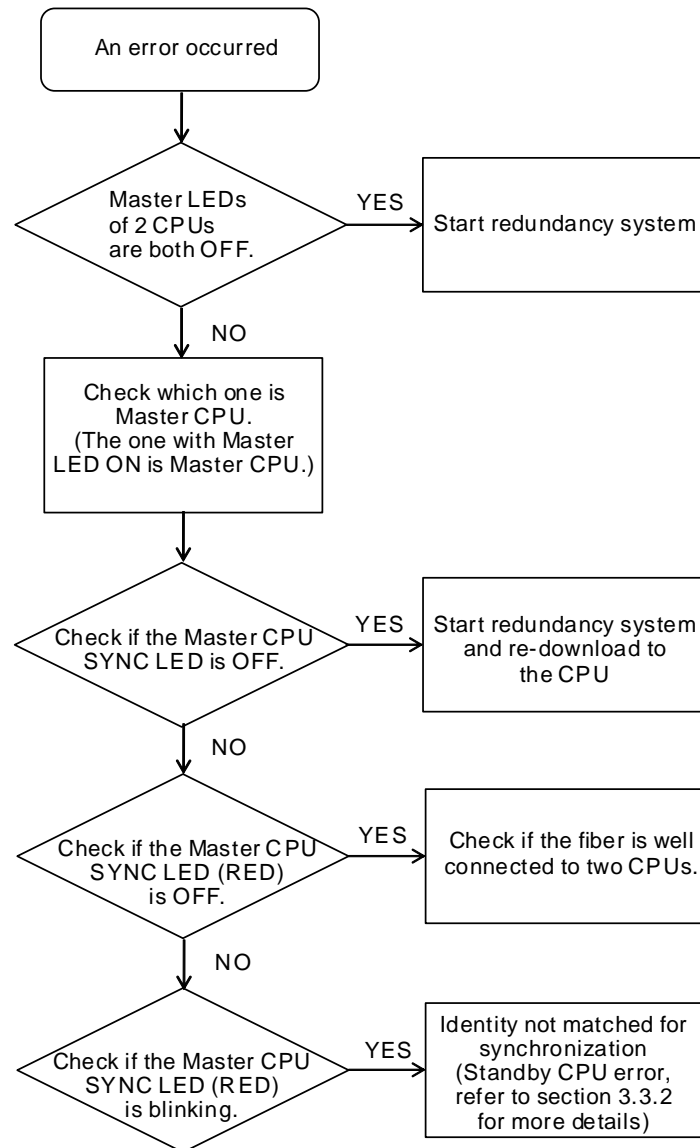 An error occurred
Master LEDs
of 2 CPUs
are both OFF.
YES
Start redundancy system
NO
Check which one is
Master CPU.
(The one with Master
LED ON is Master CPU.)
Check if the Master CPU
SYNC LED is OFF.
YES
Start redundancy system
and re-download to
the CPU
NO
Check if the Master CPU
SYNC LED (RED)
is OFF.
YES
Check if the fiber is well
connected to two CPUs.
NO
Check if the Master CPU
SYNC LED (RED)
is blinking.
YES
Identity not matched for
synchronization
(Standby CPU error,
refer to section 3.3.2
for more details)